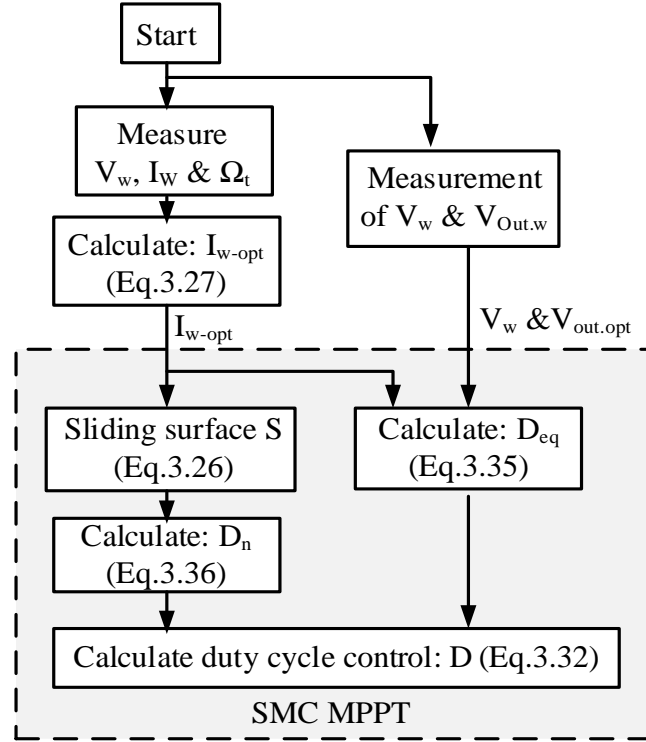 Start
Measure
V_w, I_W & Ω_t
Measurement
of V_w & V_Out.w
Calculate: I_w-opt
(Eq.3.27)
I_w-opt
V_w &V_out.opt
Sliding surface S
(Eq.3.26)
Calculate: D_eq
(Eq.3.35)
Calculate: D_n
(Eq.3.36)
Calculate duty cycle control: D (Eq.3.32)
SMC MPPT